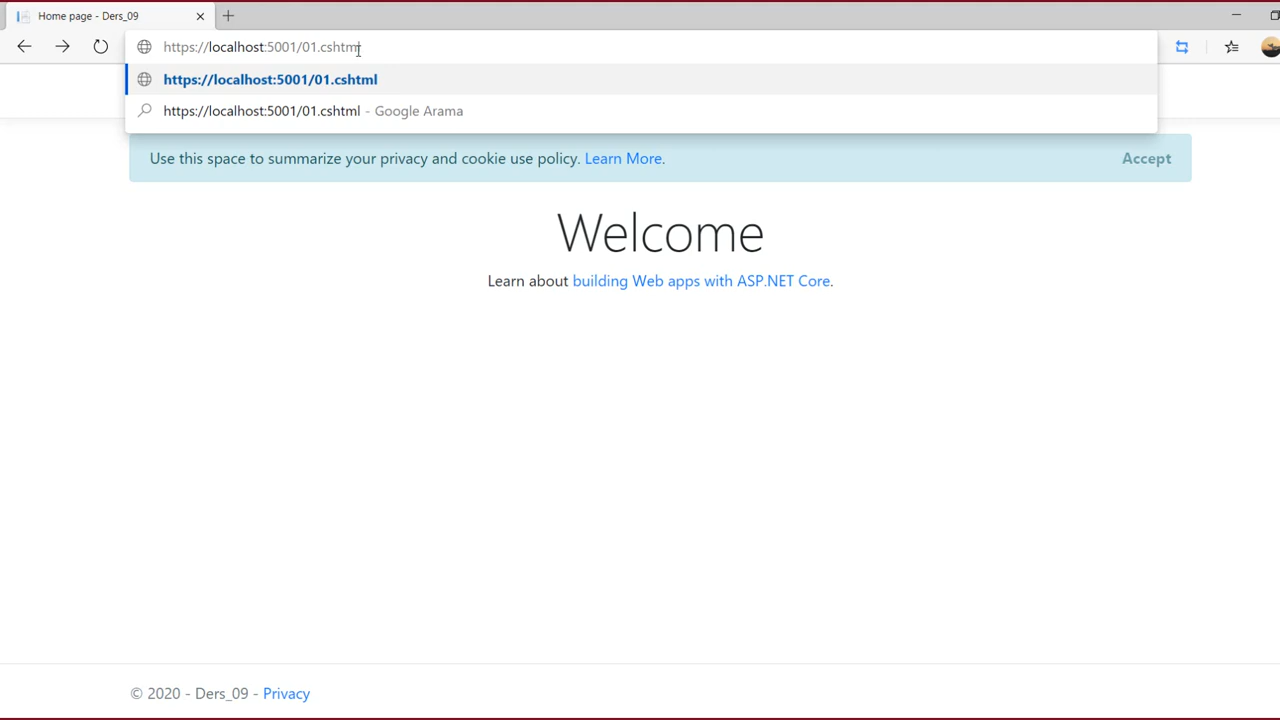 Home page - Ders_09
https://localhost:5001/01.cshtml
https://localhost:5001/01.cshtml
https://localhost:5001/01.cshtml - Google Arama
Use this space to summarize your privacy and cookie use policy. Learn More. Accept
Welcome
Learn about building Web apps with ASP.NET Core.
© 2020 - Ders_09 - Privacy